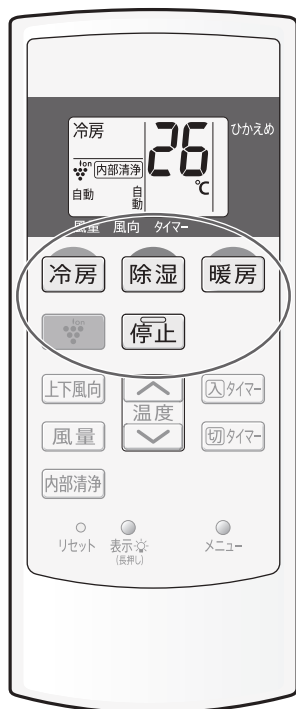 冷房 26℃ ひかえめ
ion 内部清浄
自動 自動
風量 風向 タイマー
冷房 除湿 暖房
ion 停止
上下風向 温度 入タイマー
風量 切タイマー
内部清浄
リセット 表示 メニュー
(長押し)